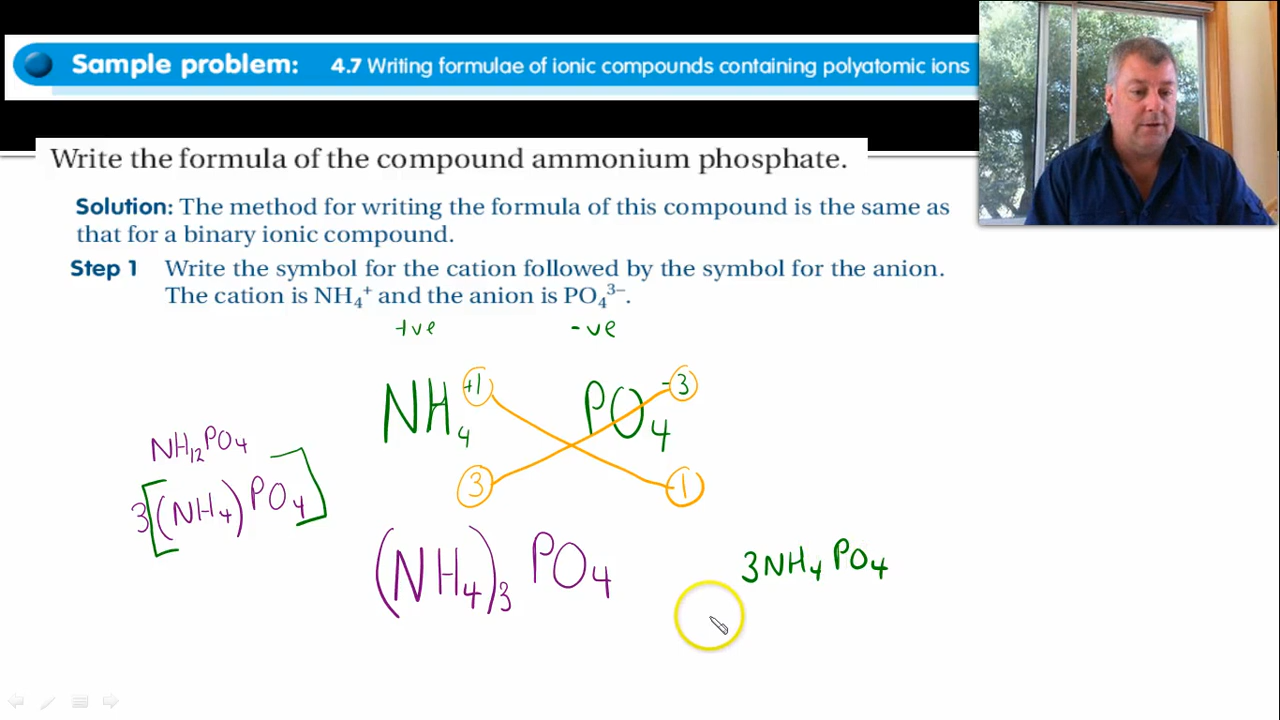 Sample problem: 4.7 Writing formulae of ionic compounds containing polyatomic ions
Write the formula of the compound ammonium phosphate.
Solution: The method for writing the formula of this compound is the same as
that for a binary ionic compound.
Step 1 Write the symbol for the cation followed by the symbol for the anion.
The cation is NH₄⁺ and the anion is PO₄³⁻.
+ve -ve
NH₄ +1 PO₄ -3
3 1
NH₁₂PO₄
3[(NH₄)PO₄]
(NH₄)₃PO₄
3NH₄PO₄